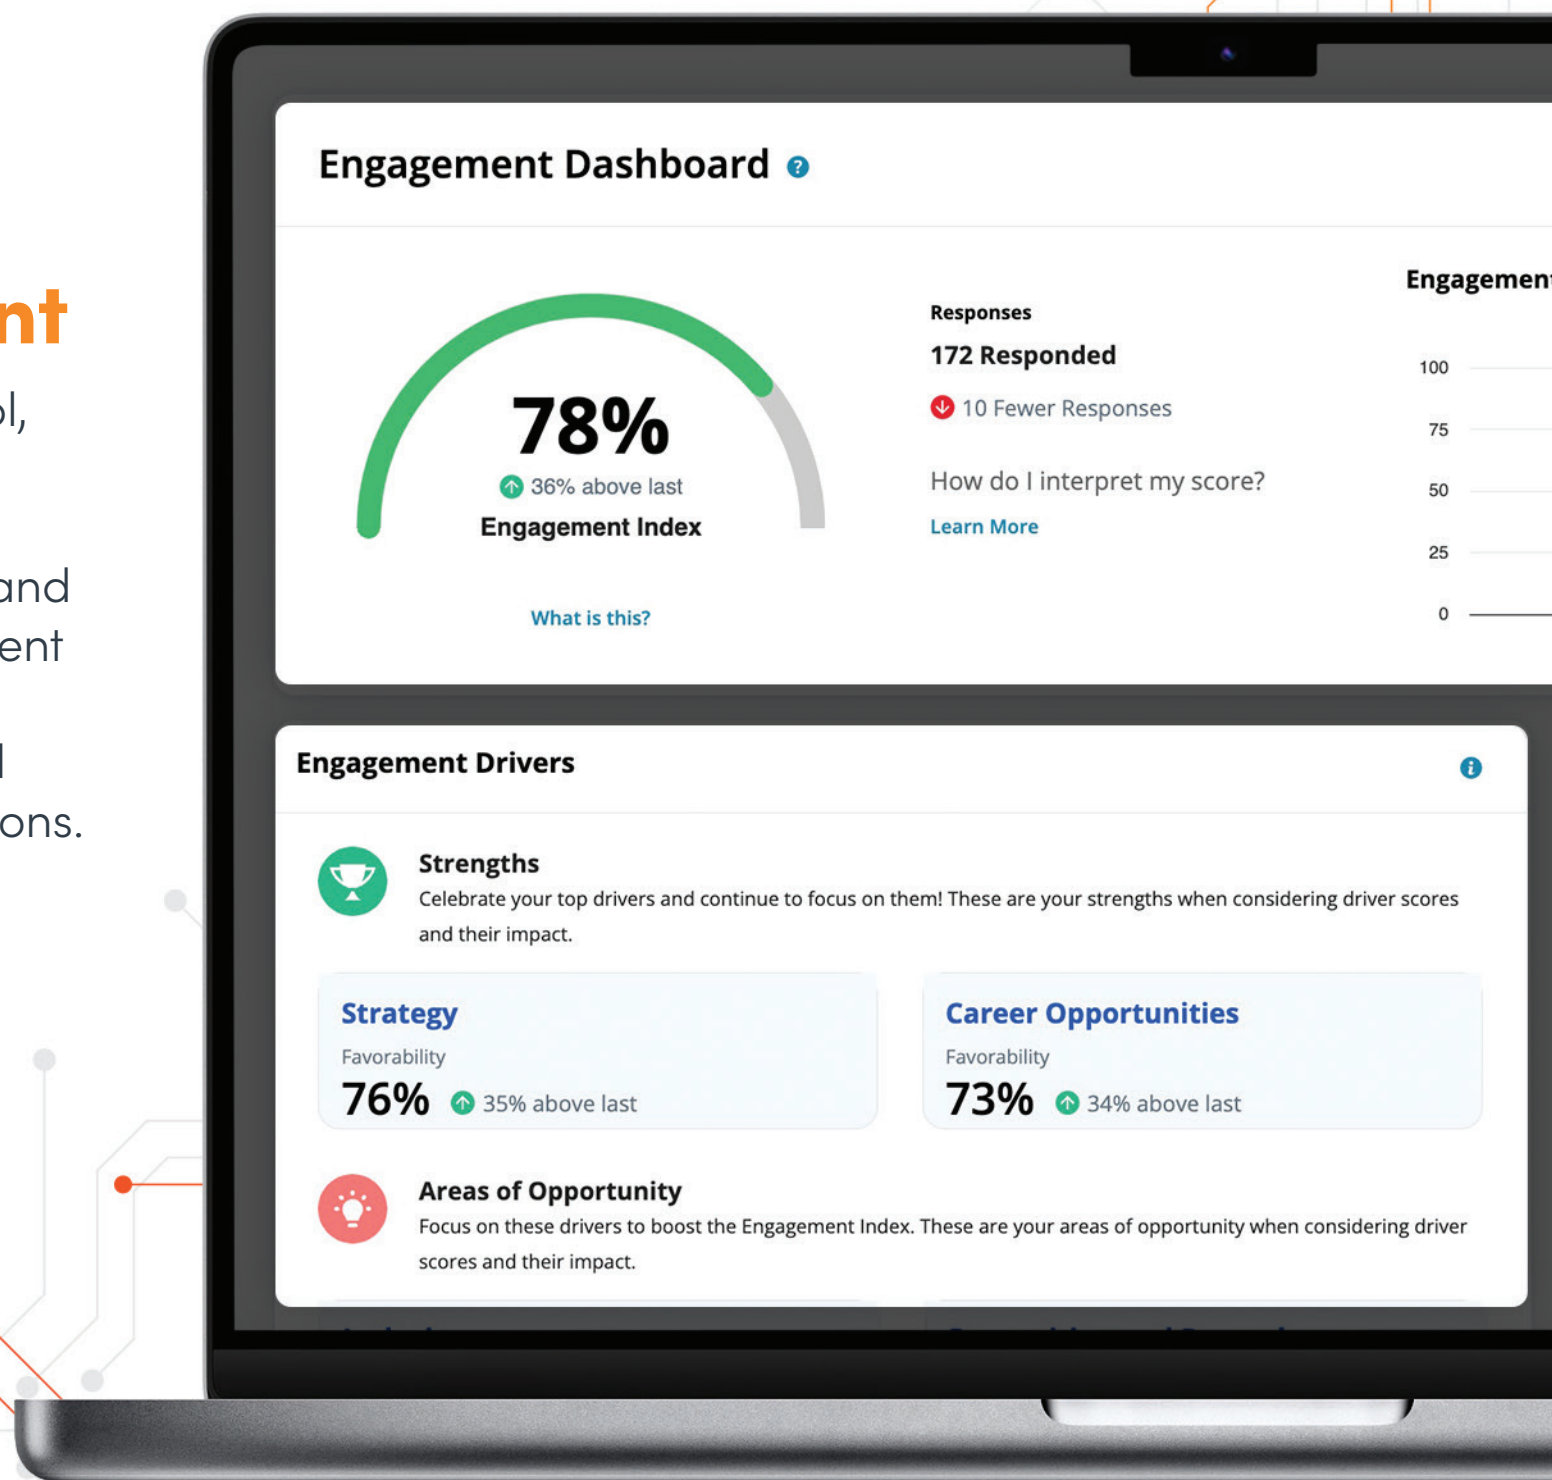 nt
ol,
and
ent
l
ons.
Engagement Dashboard
?
78%
36% above last
Engagement Index
What is this?
Responses
172 Responded
10 Fewer Responses
How do I interpret my score?
Learn More
Engagement
100
75
50
25
0
Engagement Drivers
i
Strengths
Celebrate your top drivers and continue to focus on them! These are your strengths when considering driver scores
and their impact.
Strategy
Favorability
76% 35% above last
Career Opportunities
Favorability
73% 34% above last
Areas of Opportunity
Focus on these drivers to boost the Engagement Index. These are your areas of opportunity when considering driver
scores and their impact.